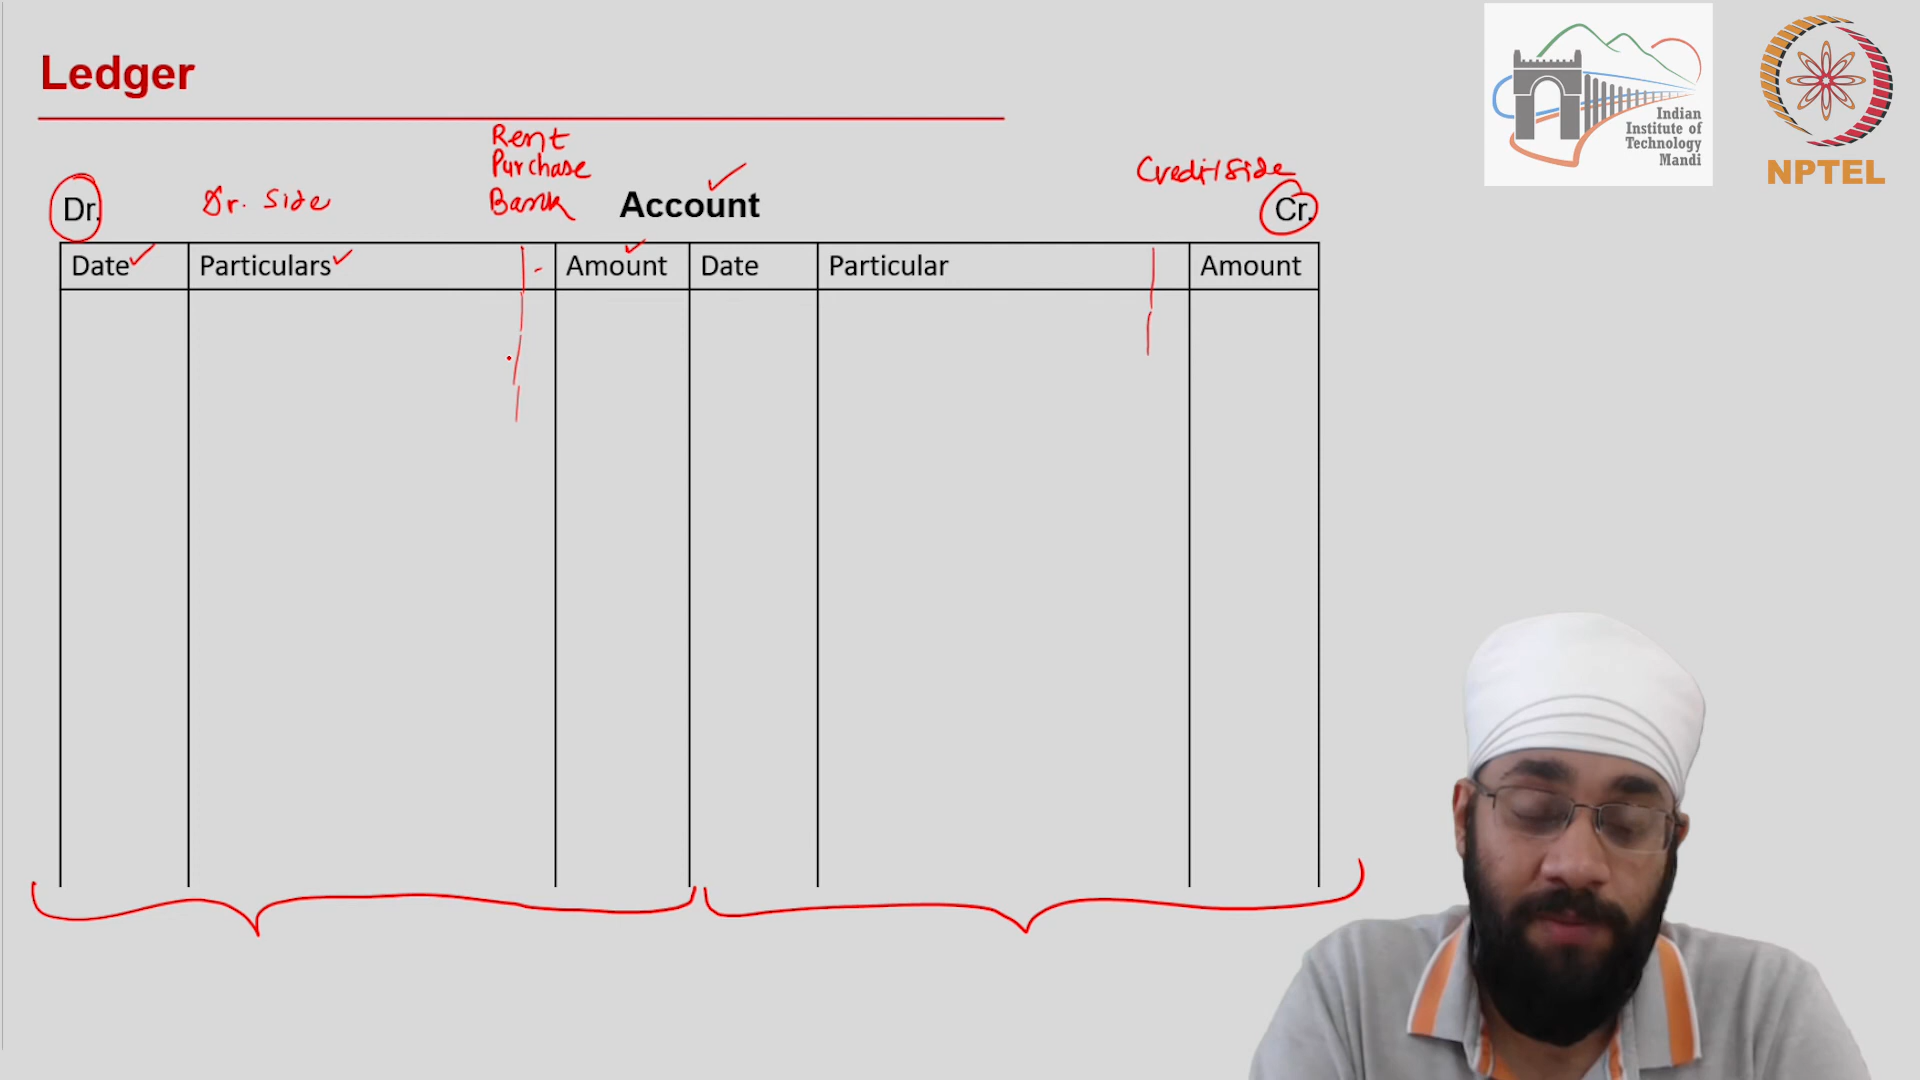 Ledger
Indian
Institute of
Technology
Mandi
NPTEL
Rent
Purchase
Bank
Account
Dr.
Dr. Side
Credit Side
Cr.
Date
Particulars
Amount
Date
Particular
Amount